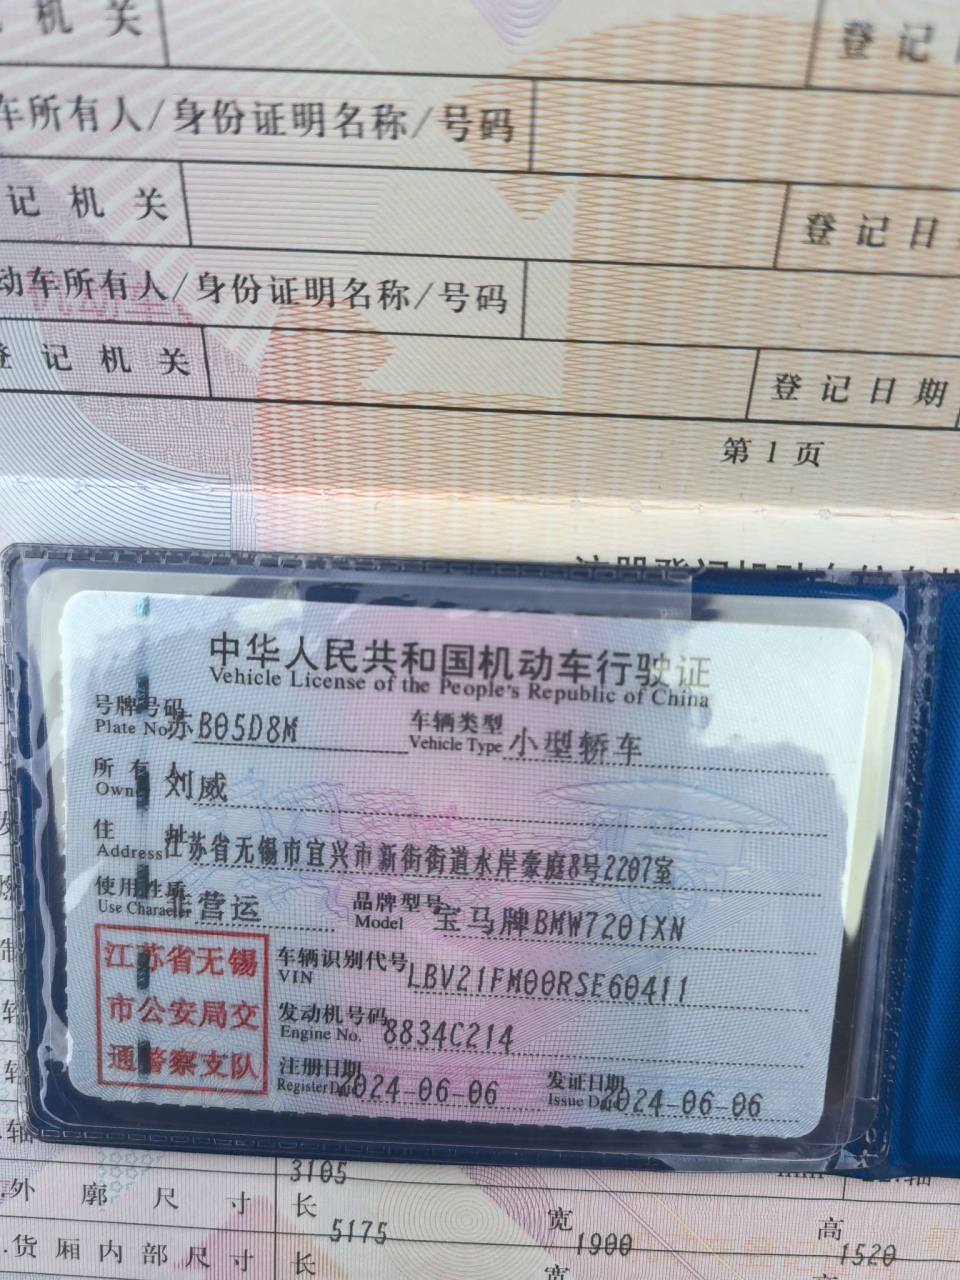 机关
登记
车所有人/身份证明名称/号码
记机关
登记日
动车所有人/身份证明名称/号码
登记机关
登记日期
第1页
中华人民共和国机动车行驶证
Vehicle License of the People's Republic of China
号牌号码 苏B05D8M 车辆类型 小型轿车
Plate No. Vehicle Type
所有人 刘威
Owner
住址 江苏省无锡市宜兴市新街街道水岸豪庭8号2207室
Address
使用性质 非营运 品牌型号 宝马牌BMW7201XN
Use Character Model
江苏省无锡
市公安局交
通警察支队
车辆识别代号 LBV21FM00RSE60411
VIN
发动机号码 8834C214
Engine No.
注册日期 2024-06-06 发证日期 2024-06-06
Register Date Issue Date
3105
外廓尺寸 长 5175 宽 1900 高 1520
货厢内部尺寸 长 宽